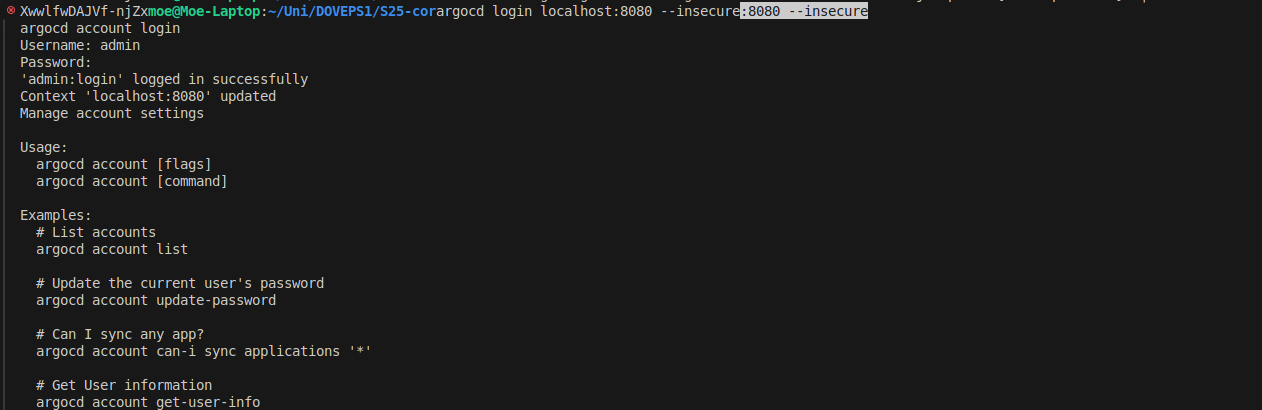 XwwlfwDAJVf-njZxmoe@Moe-Laptop:~/Uni/DOVEPS1/S25-corargocd login localhost:8080 --insecure:8080 --insecure
argocd account login
Username: admin
Password:
'admin:login' logged in successfully
Context 'localhost:8080' updated
Manage account settings

Usage:
  argocd account [flags]
  argocd account [command]

Examples:
  # List accounts
  argocd account list

  # Update the current user's password
  argocd account update-password

  # Can I sync any app?
  argocd account can-i sync applications '*'

  # Get User information
  argocd account get-user-info